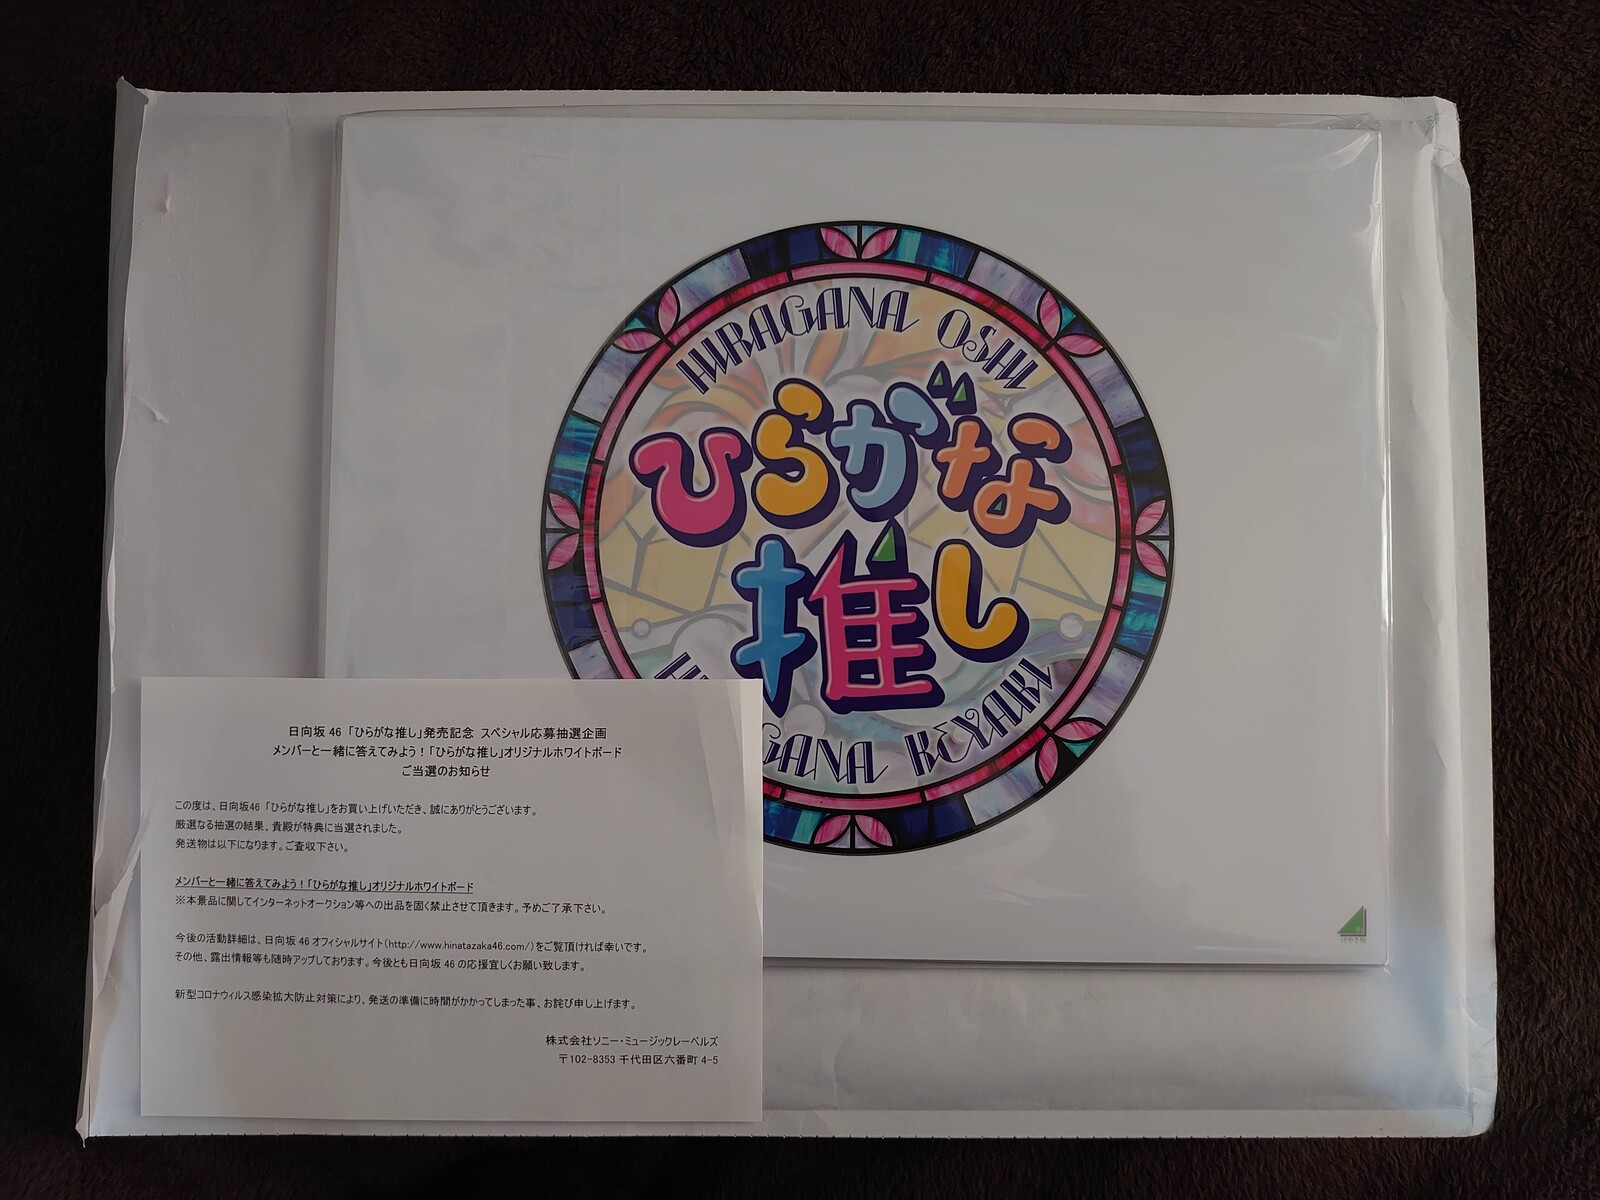 HIRAGANA OSHI
ひらがな
推し
GANA KEYAKI
けやき坂
日向坂 46 「ひらがな推し」発売記念 スペシャル応募抽選企画
メンバーと一緒に答えてみよう！「ひらがな推し」オリジナルホワイトボード
ご当選のお知らせ
この度は、日向坂46 「ひらがな推し」をお買い上げいただき、誠にありがとうございます。
厳選なる抽選の結果、貴殿が特典に当選されました。
発送物は以下になります。ご査収下さい。
メンバーと一緒に答えてみよう！「ひらがな推し」オリジナルホワイトボード
※本景品に関してインターネットオークション等への出品を固く禁止させて頂きます。予めご了承下さい。
今後の活動詳細は、日向坂 46 オフィシャルサイト（http://www.hinatazaka46.com/）をご覧頂ければ幸いです。
その他、露出情報等も随時アップしております。今後とも日向坂 46 の応援宜しくお願い致します。
新型コロナウィルス感染拡大防止対策により、発送の準備に時間がかかってしまった事、お詫び申し上げます。
株式会社ソニー・ミュージックレーベルズ
〒102-8353 千代田区六番町 4-5